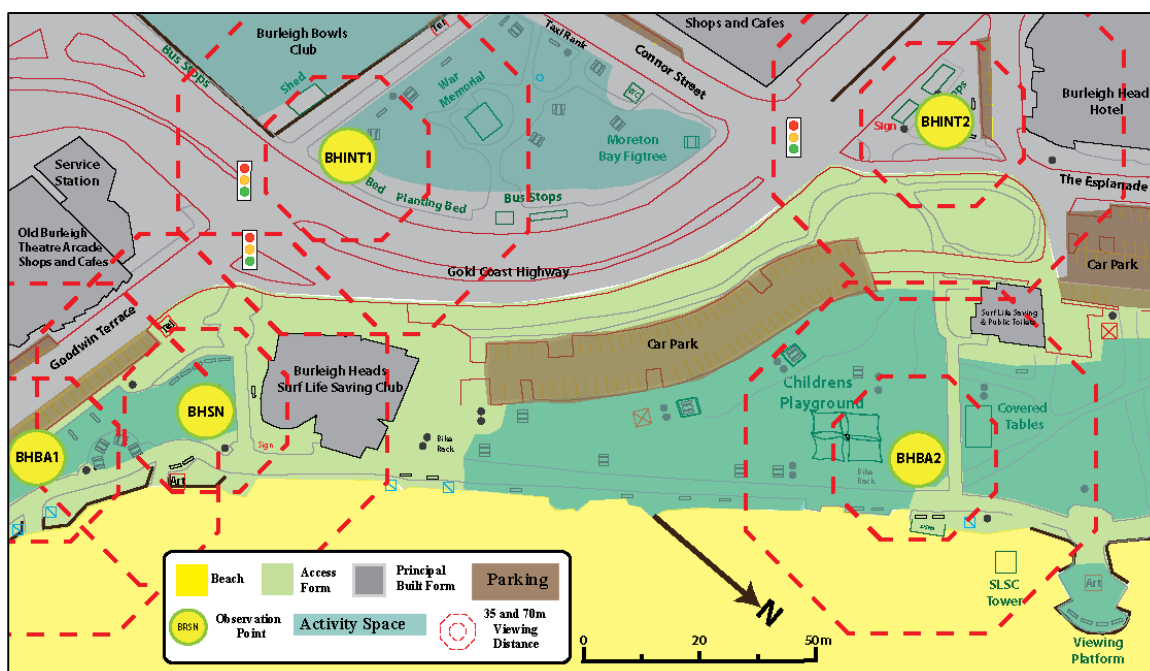 Shops and Cafes
Tel
Taxi Rank
Burleigh Bowls
Club
Bus Stops
Connor Street
Shed
War
Memorial
WC
Stops
BHINT2
Sign
Burleigh Head
Hotel
BHINT1
Moreton
Bay Figtree
Service
Station
Bed
Planting Bed
Bus Stops
The Esplanade
Old Burleigh
Theatre Arcade
Shops and Cafes
Gold Coast Highway
Car Park
Goodwin Terrace
Tel
Surf Life Saving
& Public Toilets
Car Park
Burleigh Heads
Surf Life Saving Club
Childrens
Playground
BHSN
Covered
Tables
Sign
Bike
Rack
BHBA1
BHBA2
Bike
Rack
Art
N
SLSC
Tower
Art
Viewing
Platform
Beach
Access
Form
Principal
Built Form
Parking
BRSN
Observation
Point
Activity Space
35 and 70m
Viewing
Distance
0 20 50m